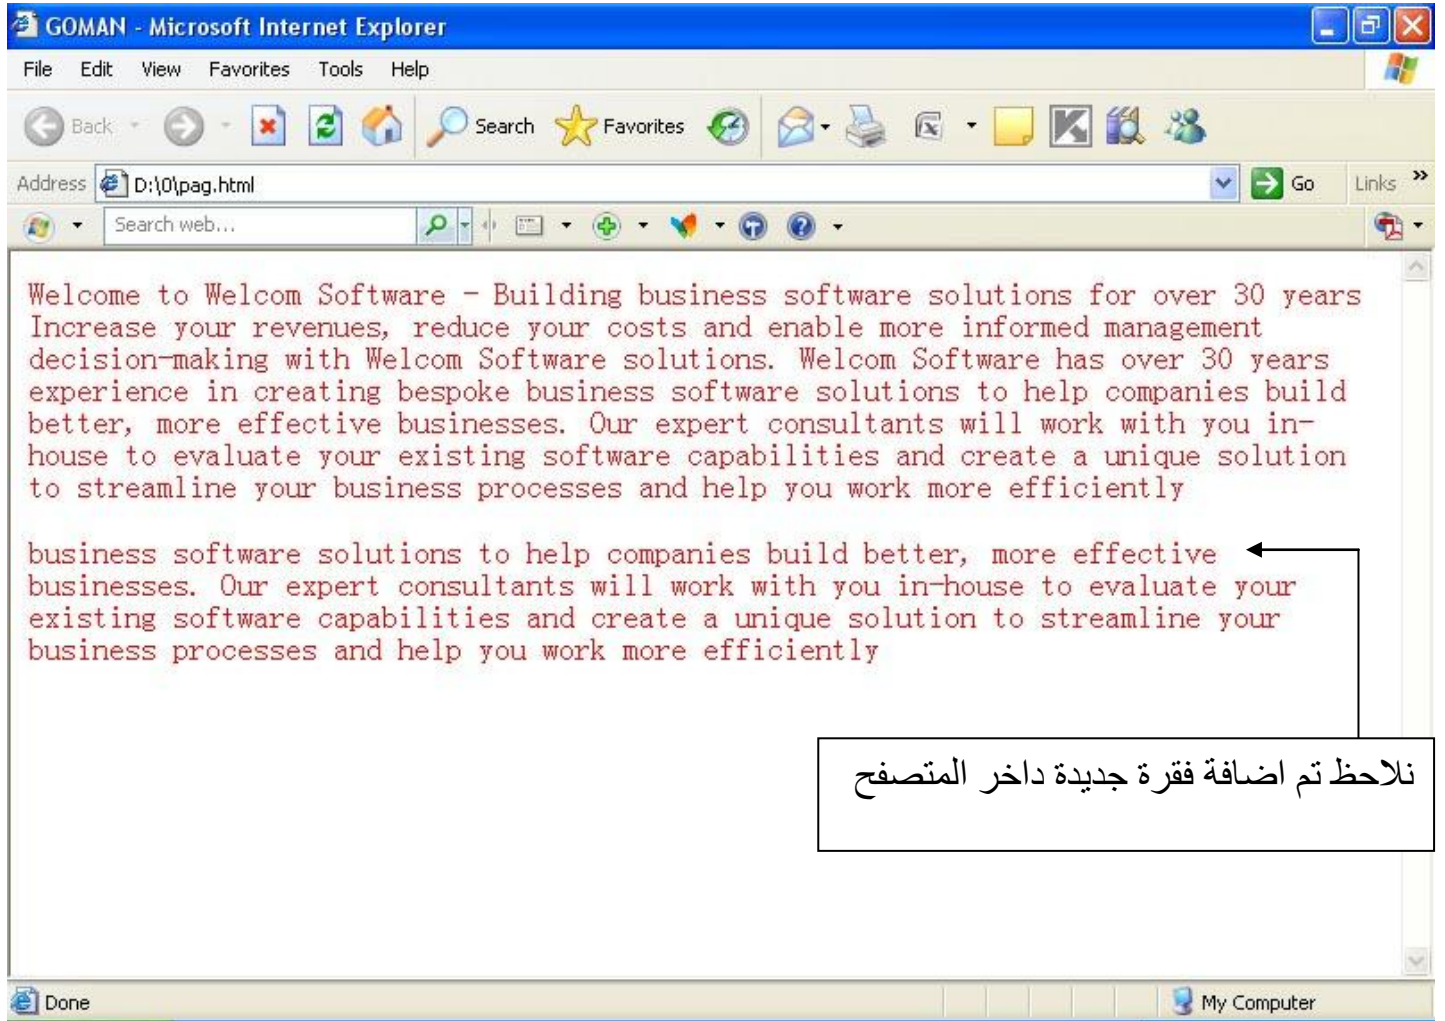 GOMAN - Microsoft Internet Explorer
File Edit View Favorites Tools Help
Back Search Favorites
Address D:\0\pag.html Go Links »
Search web...
Welcome to Welcom Software - Building business software solutions for over 30 years
Increase your revenues, reduce your costs and enable more informed management
decision-making with Welcom Software solutions. Welcom Software has over 30 years
experience in creating bespoke business software solutions to help companies build
better, more effective businesses. Our expert consultants will work with you in-
house to evaluate your existing software capabilities and create a unique solution
to streamline your business processes and help you work more efficiently
business software solutions to help companies build better, more effective
businesses. Our expert consultants will work with you in-house to evaluate your
existing software capabilities and create a unique solution to streamline your
business processes and help you work more efficiently
نلاحظ تم اضافة فقرة جديدة داخر المتصفح
Done My Computer